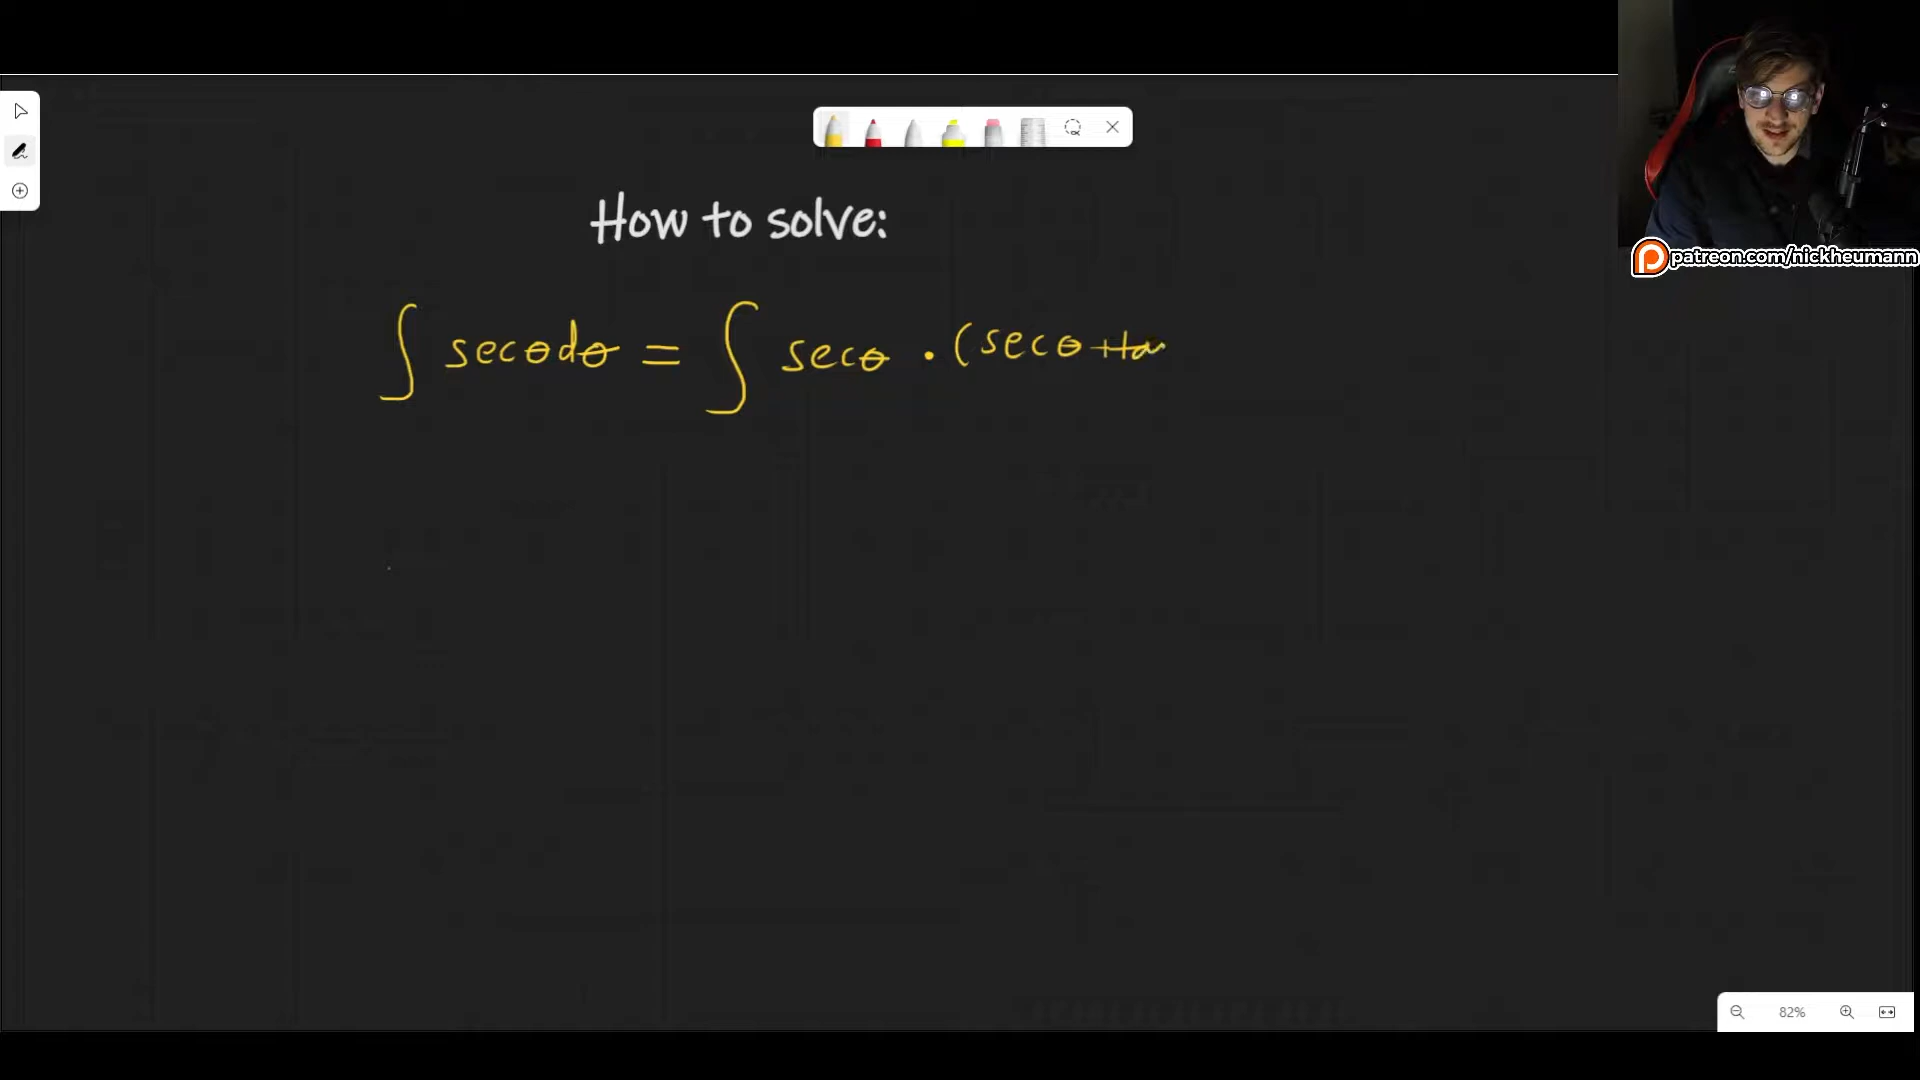 patreon.com/nickheumann
How to solve:
∫ secθdθ = ∫ secθ · (secθ+ta
82%